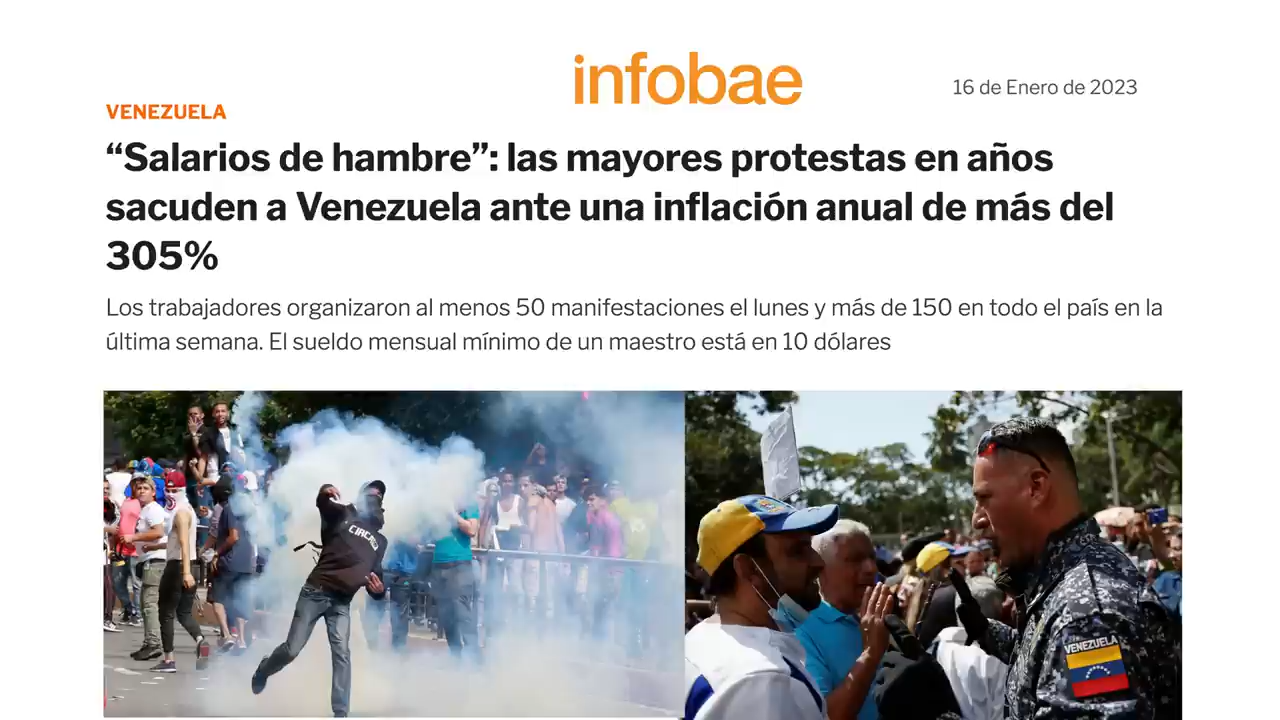 infobae
16 de Enero de 2023
VENEZUELA
“Salarios de hambre”: las mayores protestas en años
sacuden a Venezuela ante una inflación anual de más del
305%
Los trabajadores organizaron al menos 50 manifestaciones el lunes y más de 150 en todo el país en la
última semana. El sueldo mensual mínimo de un maestro está en 10 dólares
VENEZUELA